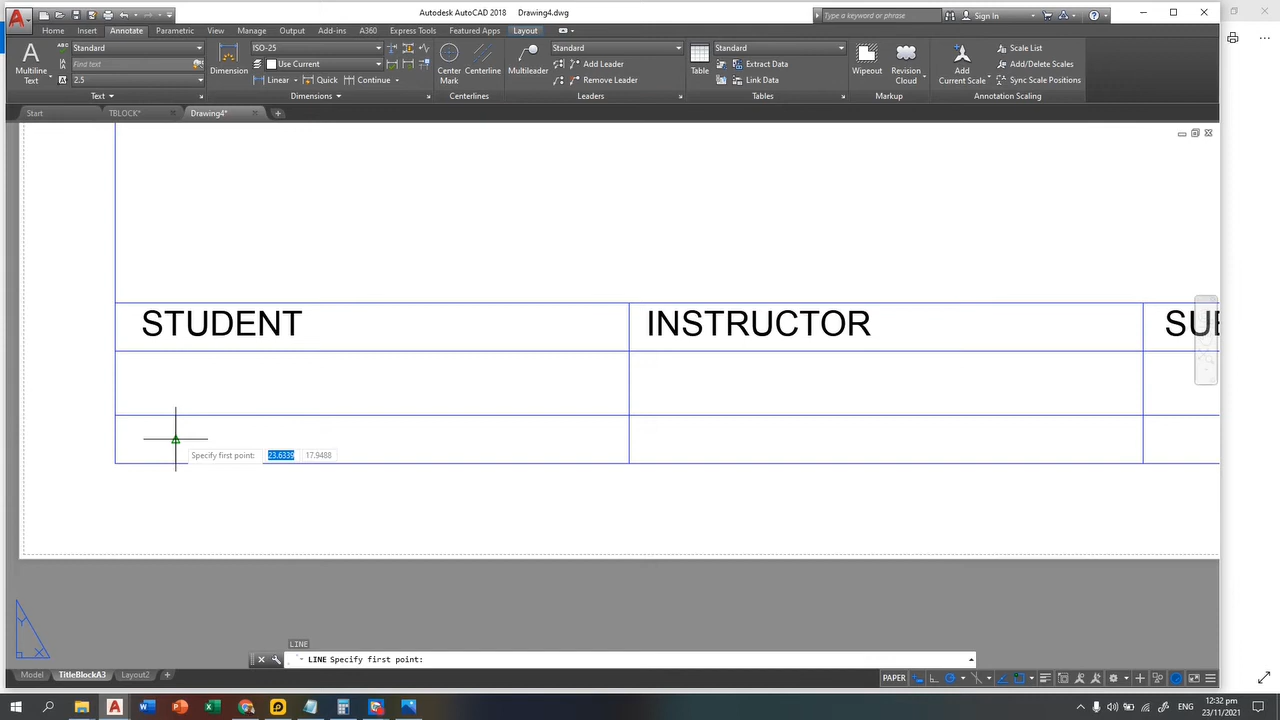 Autodesk AutoCAD 2018 Drawing4.dwg
Type a keyword or phrase
Sign In
Home Insert Annotate Parametric View Manage Output Add-ins A360 Express Tools Featured Apps Layout
Multiline
Text
Standard
Find text
2.5
Text
Dimension
ISO-25
Use Current
Linear Quick Continue
Dimensions
Center
Mark
Centerline
Centerlines
Multileader
Standard
Add Leader
Remove Leader
Leaders
Table
Standard
Extract Data
Link Data
Tables
Wipeout
Revision
Cloud
Markup
Add
Current Scale
Scale List
Add/Delete Scales
Sync Scale Positions
Annotation Scaling
Start TBLOCK* Drawing4*
STUDENT INSTRUCTOR SUB
Specify first point: 23.6339 17.9488
Y
X
LINE
LINE Specify first point:
Model TitleBlockA3 Layout2 +
PAPER
ENG
12:32 pm
23/11/2021